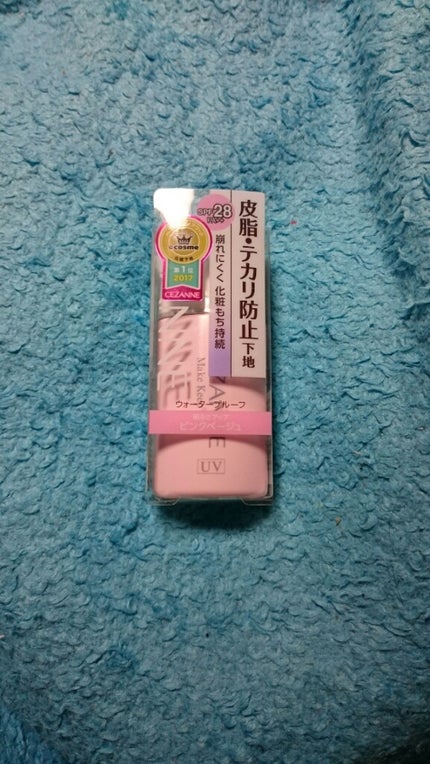 皮脂・テカリ防止下地
崩れにくく 化粧もち持続
SPF28
PA++
@cosme
第1位
2017
CEZANNE
CEZANNE
Make Keep
ウォータープルーフ
ピンクベージュ
UV